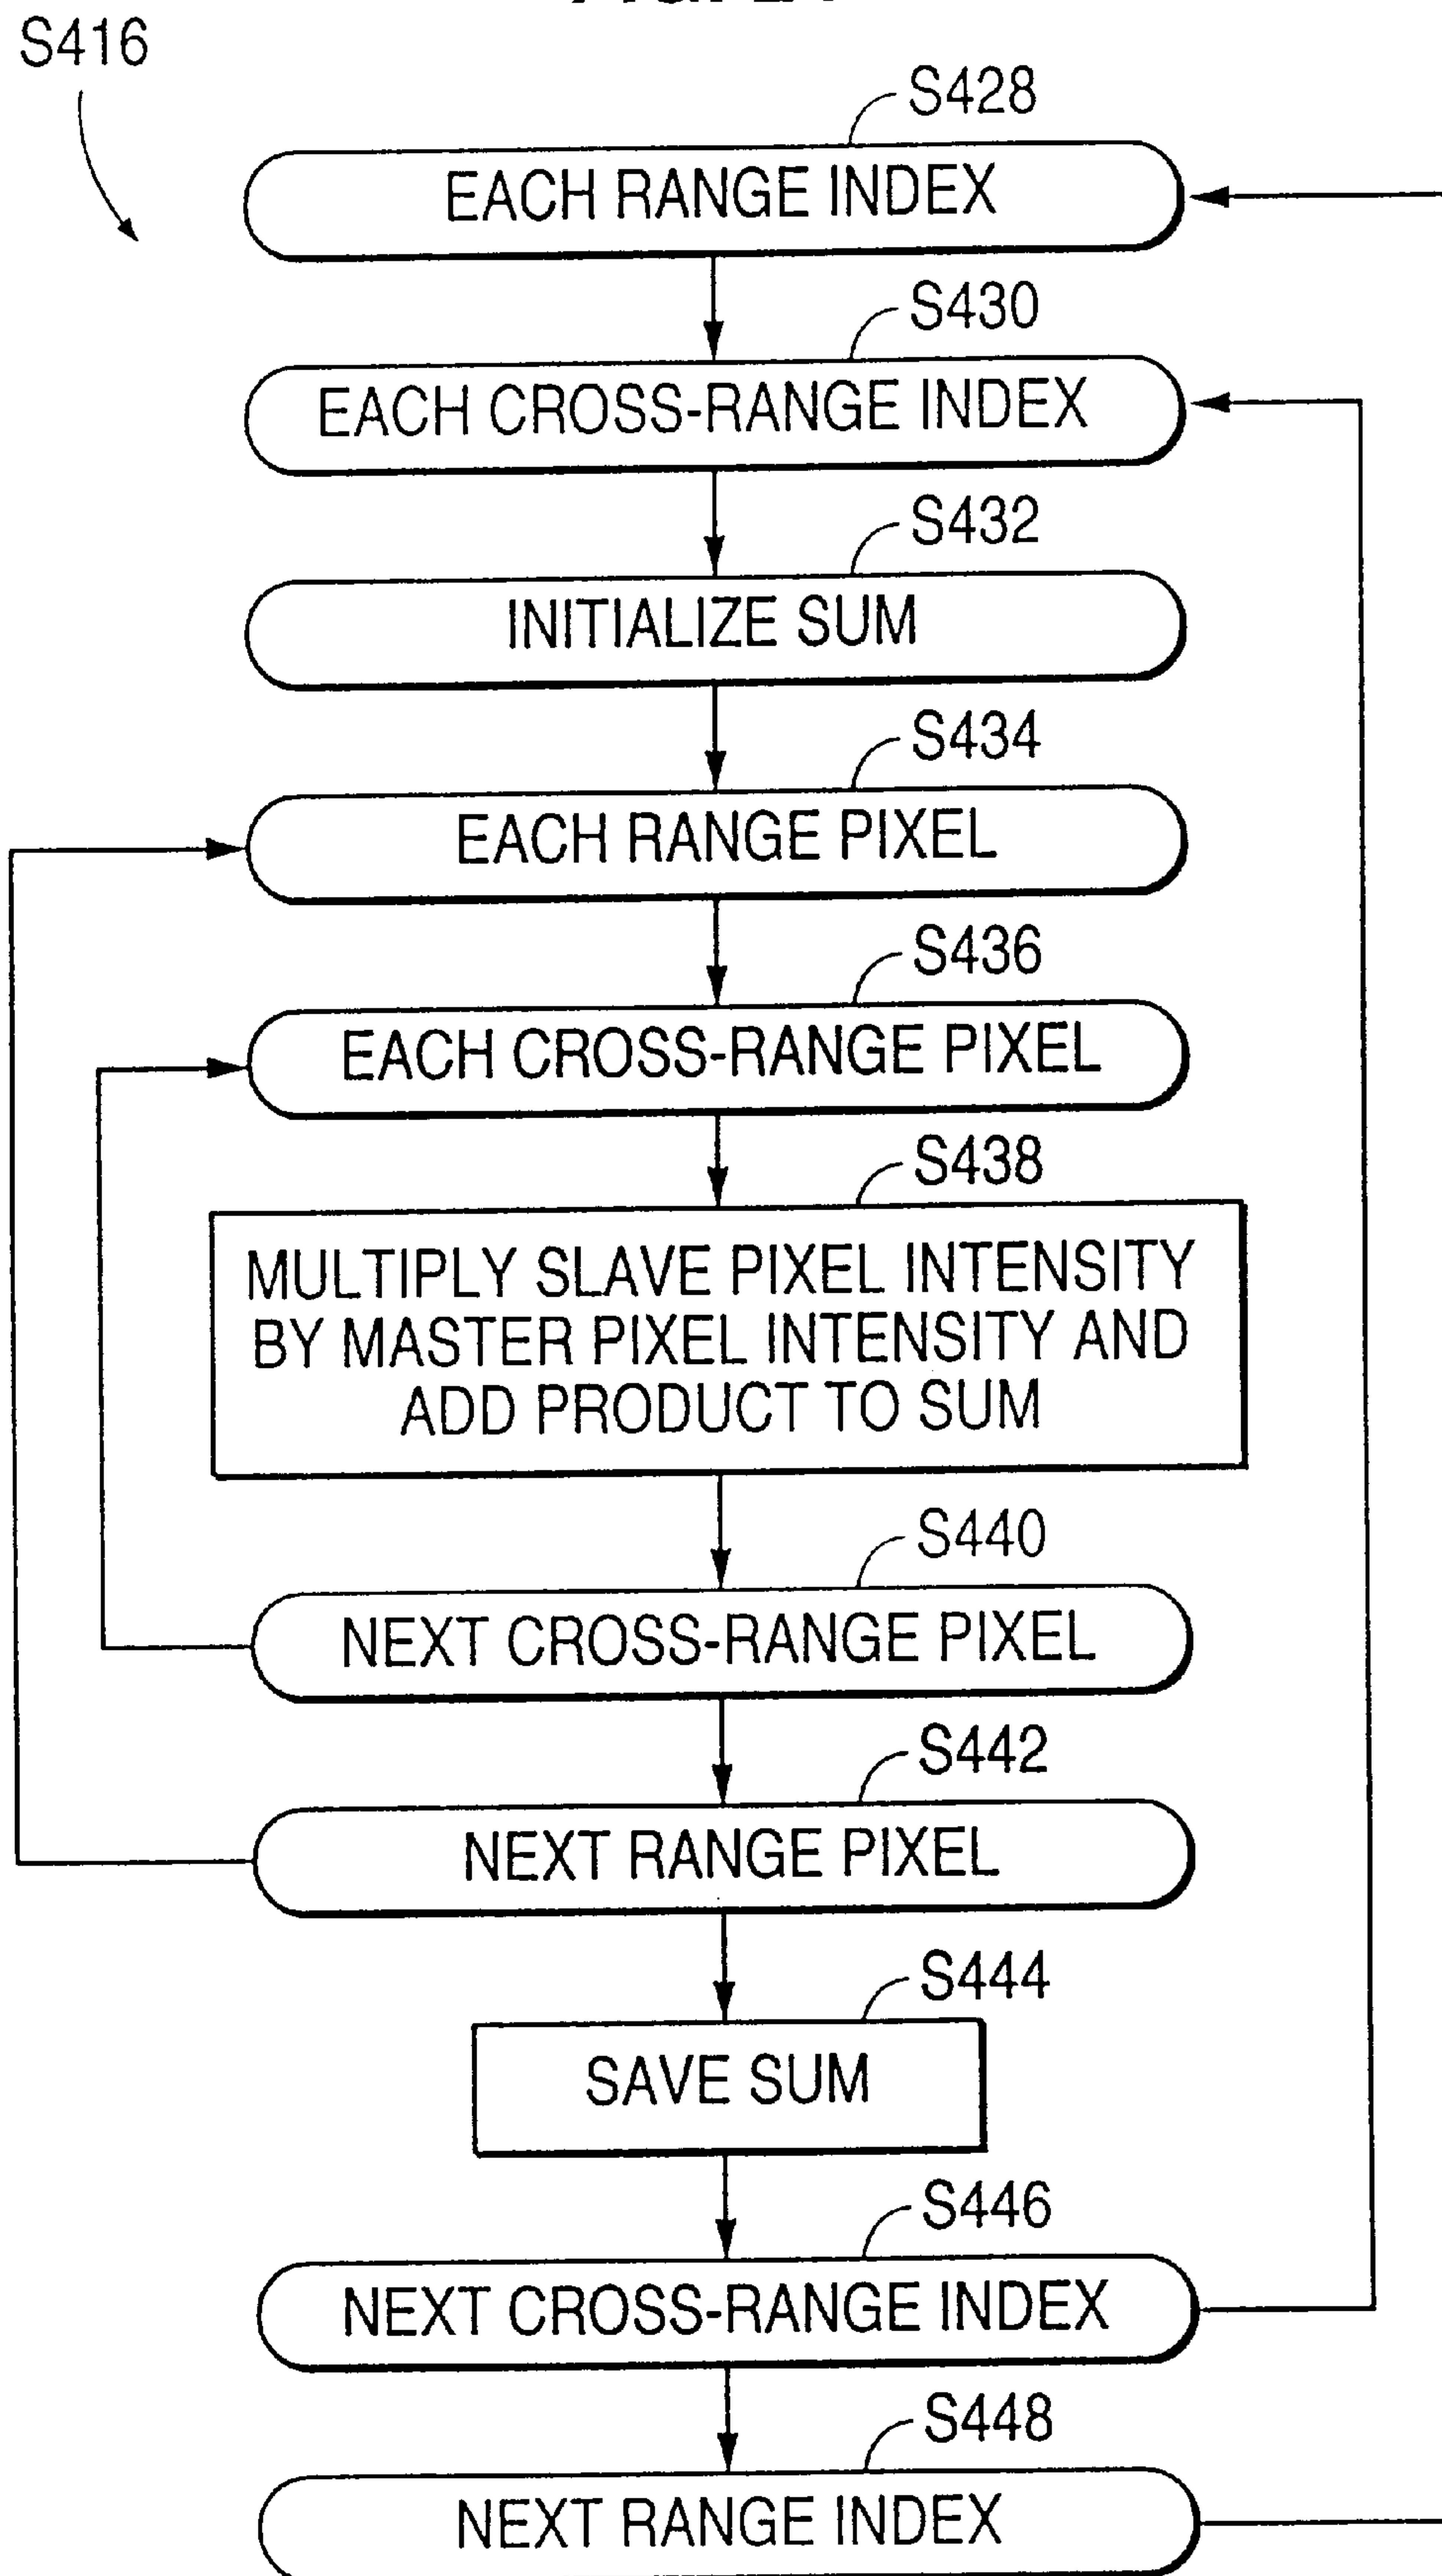 S416
S428
EACH RANGE INDEX
S430
EACH CROSS-RANGE INDEX
S432
INITIALIZE SUM
S434
EACH RANGE PIXEL
S436
EACH CROSS-RANGE PIXEL
S438
MULTIPLY SLAVE PIXEL INTENSITY
BY MASTER PIXEL INTENSITY AND
ADD PRODUCT TO SUM
S440
NEXT CROSS-RANGE PIXEL
S442
NEXT RANGE PIXEL
S444
SAVE SUM
S446
NEXT CROSS-RANGE INDEX
S448
NEXT RANGE INDEX